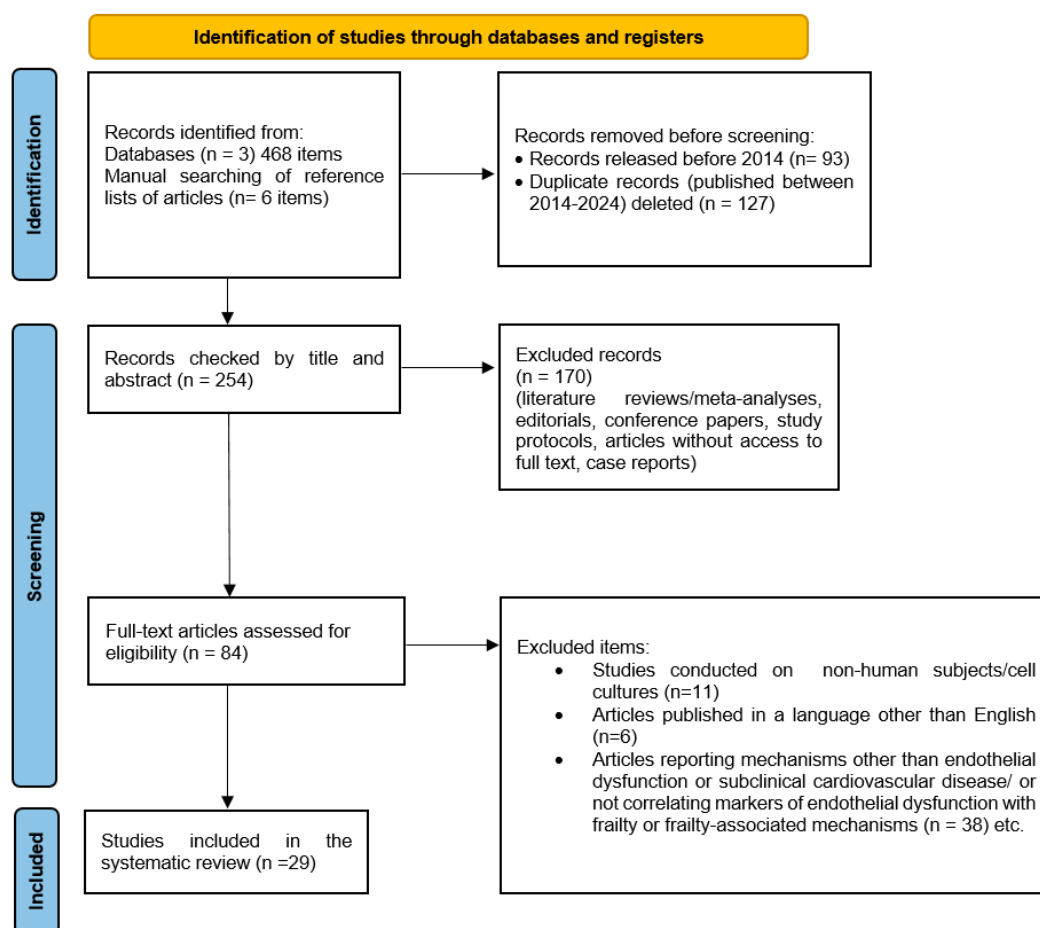 Identification of studies through databases and registers
Identification
Records identified from:
Databases (n = 3) 468 items
Manual searching of reference
lists of articles (n= 6 items)
Records removed before screening:
• Records released before 2014 (n= 93)
• Duplicate records (published between
2014-2024) deleted (n = 127)
Screening
Records checked by title and
abstract (n = 254)
Excluded records
(n = 170)
(literature reviews/meta-analyses,
editorials, conference papers, study
protocols, articles without access to
full text, case reports)
Full-text articles assessed for
eligibility (n = 84)
Excluded items:
• Studies conducted on non-human subjects/cell
cultures (n=11)
• Articles published in a language other than English
(n=6)
• Articles reporting mechanisms other than endothelial
dysfunction or subclinical cardiovascular disease/ or
not correlating markers of endothelial dysfunction with
frailty or frailty-associated mechanisms (n = 38) etc.
Included
Studies included in the
systematic review (n =29)